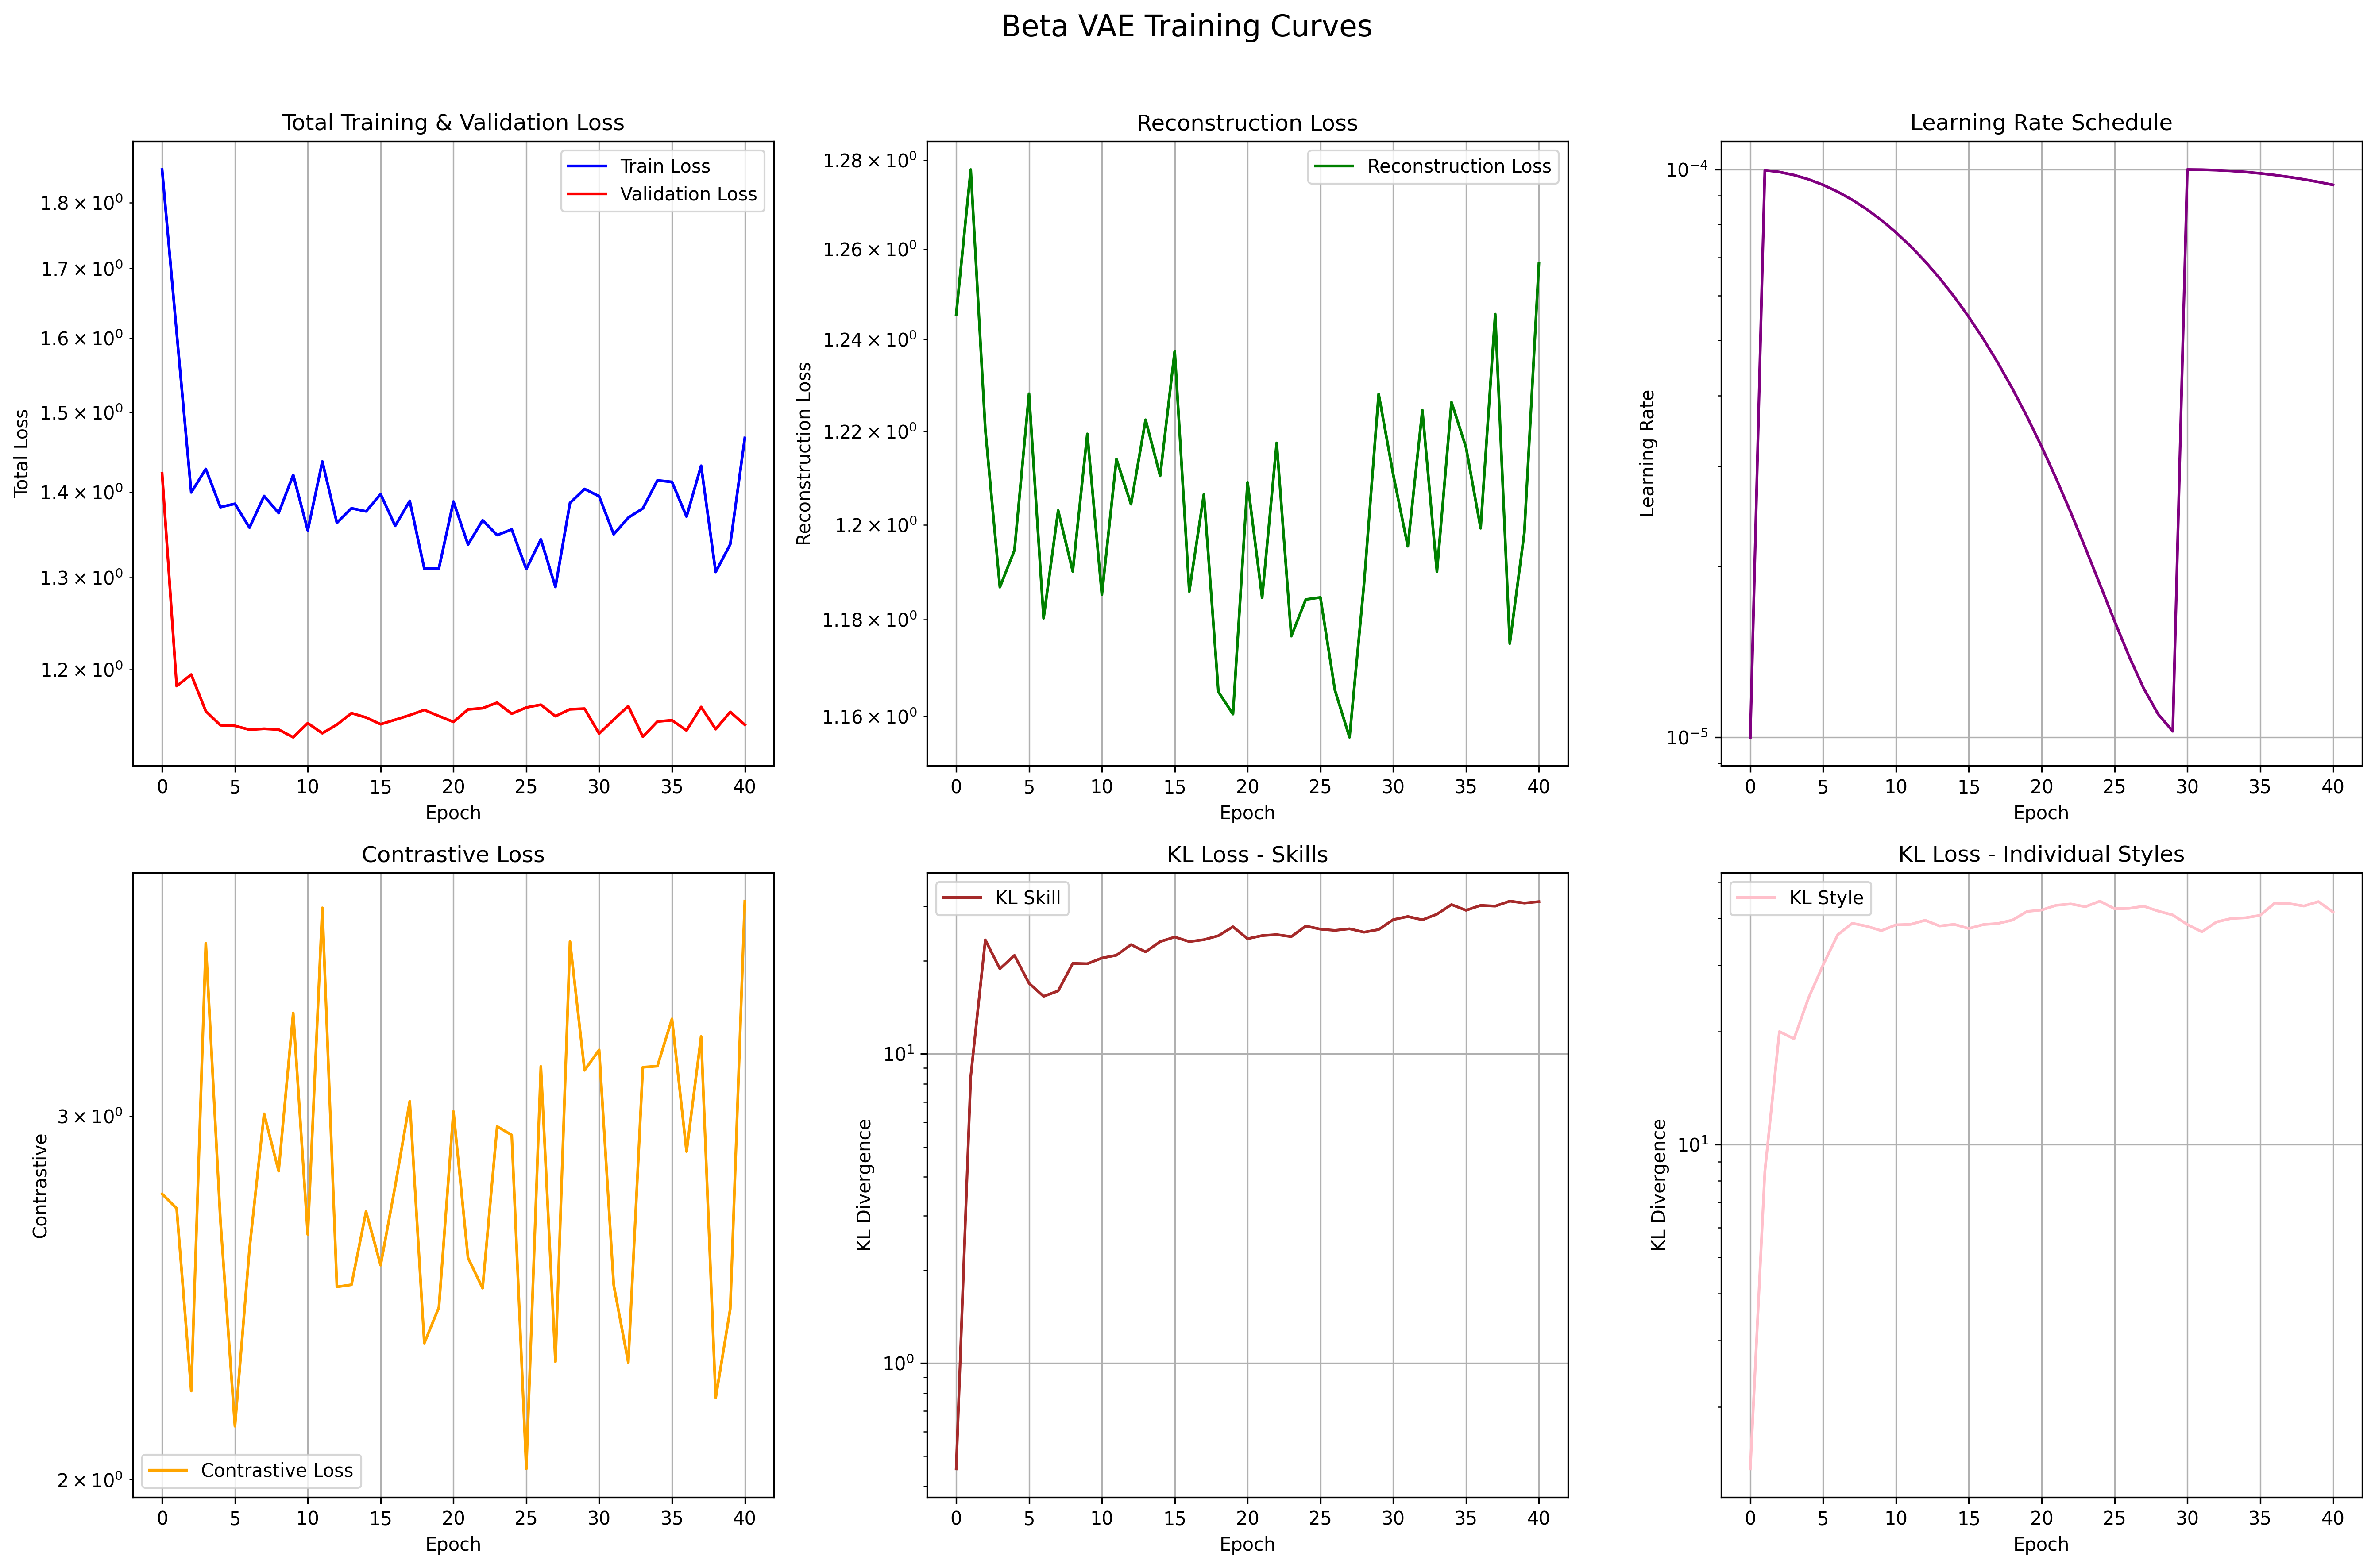 Beta VAE Training Curves
Total Training & Validation Loss
Total Loss
1.8 × 10⁰
1.7 × 10⁰
1.6 × 10⁰
1.5 × 10⁰
1.4 × 10⁰
1.3 × 10⁰
1.2 × 10⁰
Train Loss
Validation Loss
0 5 10 15 20 25 30 35 40
Epoch
Reconstruction Loss
Reconstruction Loss
1.28 × 10⁰
1.26 × 10⁰
1.24 × 10⁰
1.22 × 10⁰
1.2 × 10⁰
1.18 × 10⁰
1.16 × 10⁰
Reconstruction Loss
0 5 10 15 20 25 30 35 40
Epoch
Learning Rate Schedule
Learning Rate
10⁻⁴
10⁻⁵
0 5 10 15 20 25 30 35 40
Epoch
Contrastive Loss
Contrastive
3 × 10⁰
2 × 10⁰
Contrastive Loss
0 5 10 15 20 25 30 35 40
Epoch
KL Loss - Skills
KL Divergence
KL Skill
10¹
10⁰
0 5 10 15 20 25 30 35 40
Epoch
KL Loss - Individual Styles
KL Divergence
KL Style
10¹
0 5 10 15 20 25 30 35 40
Epoch